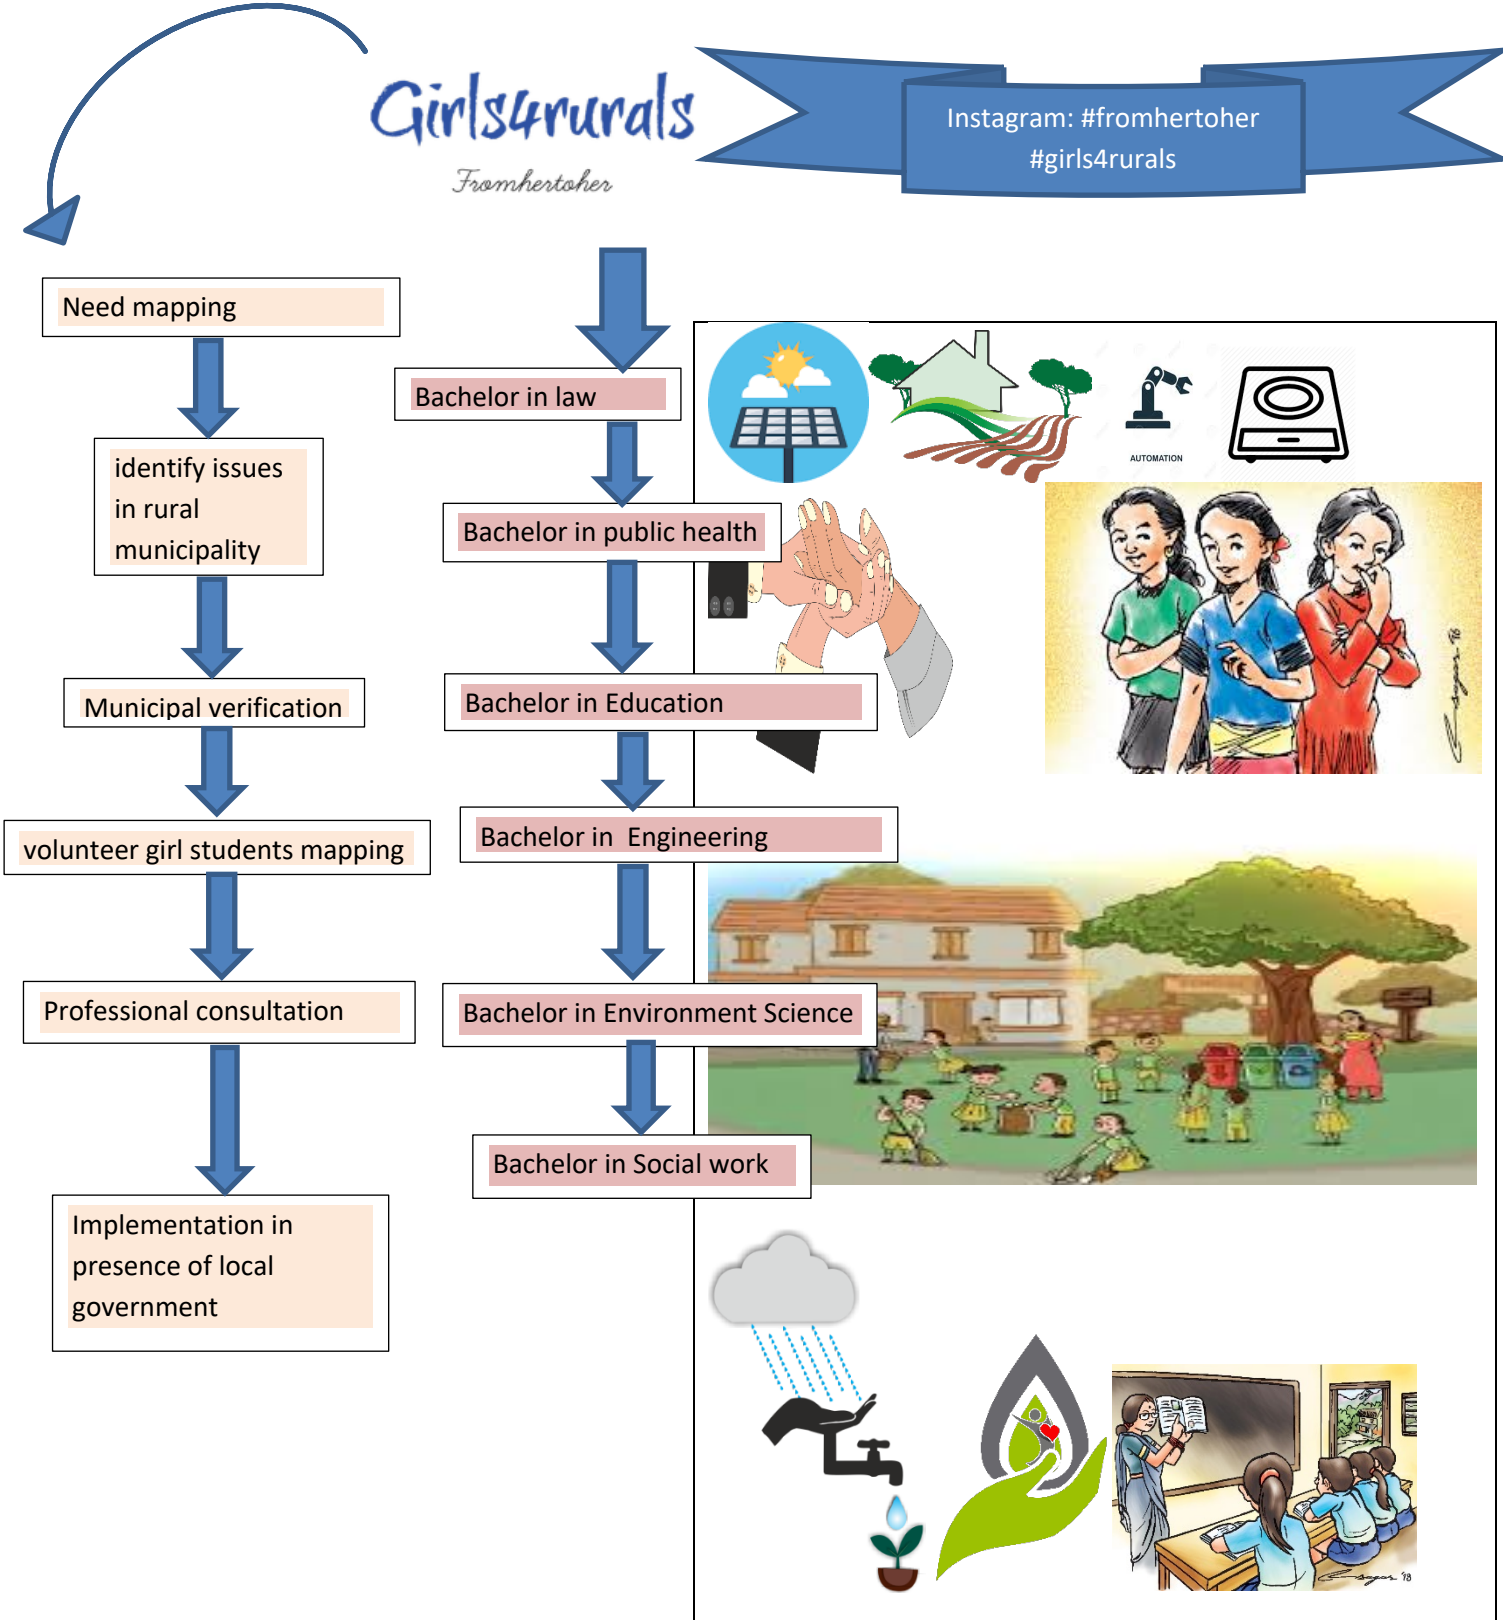 Girls4rurals
Fromhertoher
Instagram: #fromhertoher
#girls4rurals
Need mapping
identify issues
in rural
municipality
Municipal verification
volunteer girl students mapping
Professional consultation
Implementation in
presence of local
government
Bachelor in law
Bachelor in public health
Bachelor in Education
Bachelor in  Engineering
Bachelor in Environment Science
Bachelor in Social work
AUTOMATION